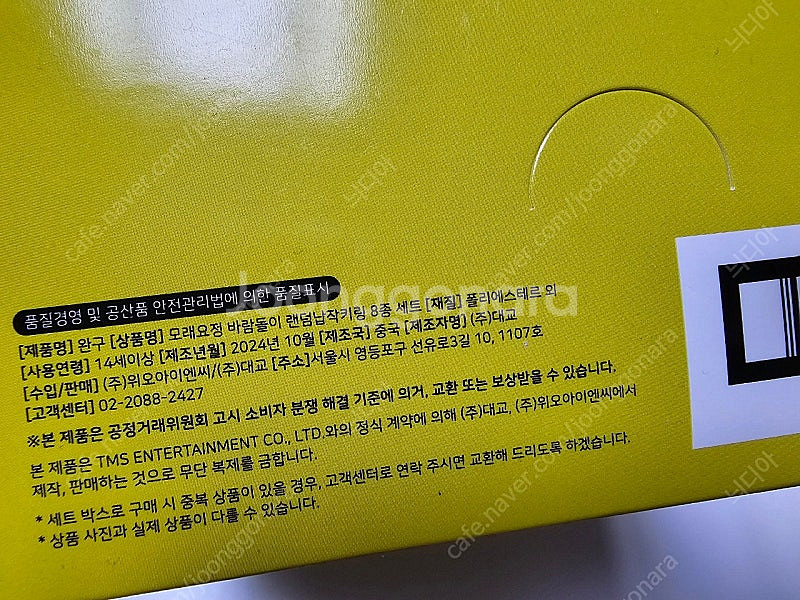 품질경영 및 공산품 안전관리법에 의한 품질표시
[제품명] 완구 [상품명] 모래요정 바람돌이 랜덤납작키링 8종 세트 [재질] 폴리에스테르 외
[사용연령] 14세이상 [제조년월] 2024년 10월 [제조국] 중국 [제조자명] (주)대교
[수입/판매] (주)위오아이엔씨/(주)대교 [주소]서울시 영등포구 선유로3길 10, 1107호
[고객센터] 02-2088-2427
※본 제품은 공정거래위원회 고시 소비자 분쟁 해결 기준에 의거, 교환 또는 보상받을 수 있습니다.
본 제품은 TMS ENTERTAINMENT CO., LTD.와의 정식 계약에 의해 (주)대교, (주)위오아이엔씨에서
제작, 판매하는 것으로 무단 복제를 금합니다.
* 세트 박스로 구매 시 중복 상품이 있을 경우, 고객센터로 연락 주시면 교환해 드리도록 하겠습니다.
* 상품 사진과 실제 상품이 다를 수 있습니다.
Joonggonara
cafe.naver.com/joonggonara
늬디아